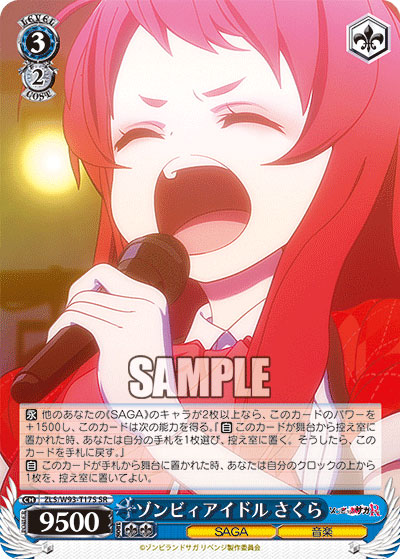 LEVEL
3
2
COST
SAMPLE
永 他のあなたの《SAGA》のキャラが2枚以上なら、このカードのパワーを
+1500し、このカードは次の能力を得る。『自 このカードが舞台から控え室に
置かれた時、あなたは自分の手札を1枚選び、控え室に置く。そうしたら、この
カードを手札に戻す。』
自 このカードが手札から舞台に置かれた時、あなたは自分のクロックの上から
1枚を、控え室に置いてよい。
CH ZLS/W93-T17S SR
9500
ゾンビィアイドル さくら
SAGA
音楽
©ゾンビランドサガ リベンジ製作委員会